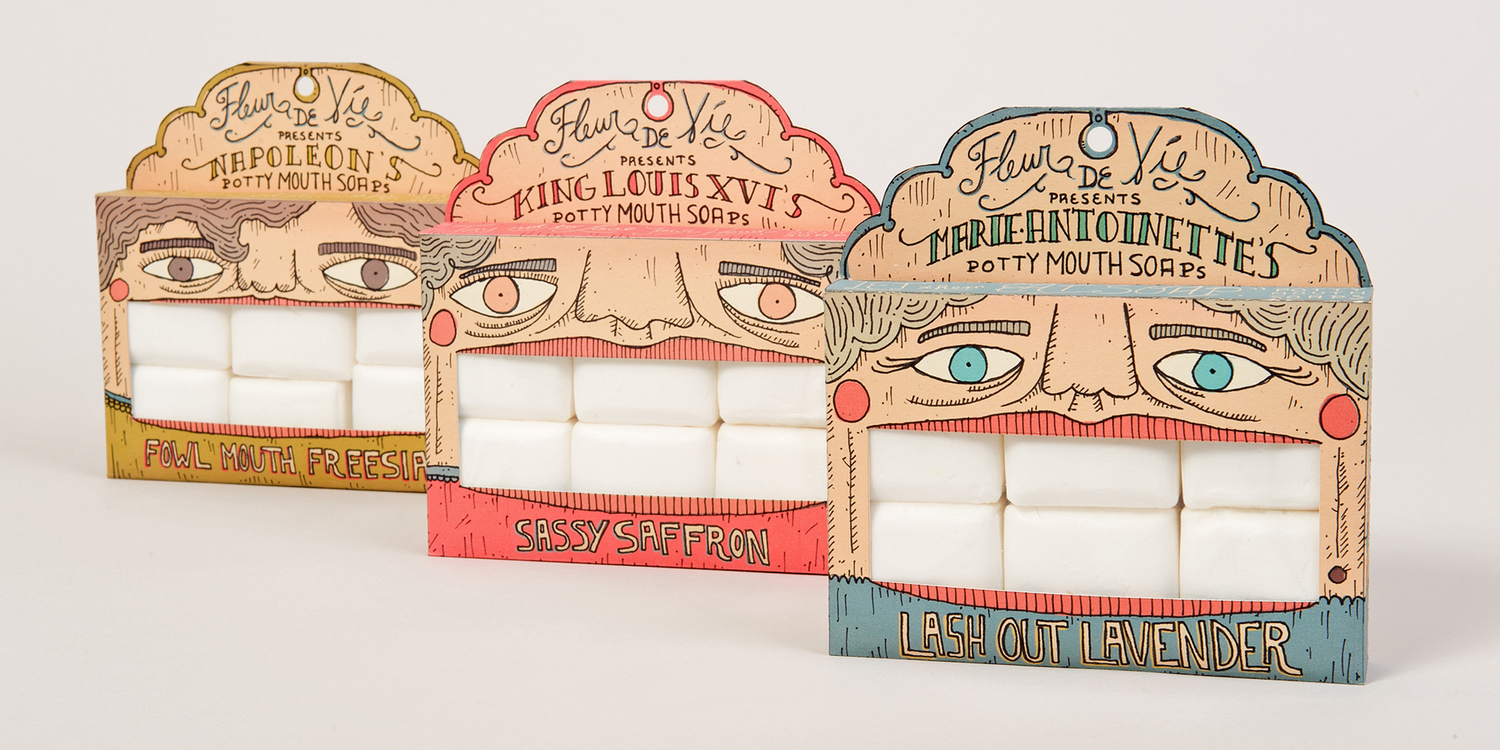 Fleur
DE Vie
PRESENTS
NAPOLEON'S
POTTY MOUTH SOAPS
FOWL MOUTH FREESIA
Fleur
DE Vie
PRESENTS
KING LOUIS XVI'S
POTTY MOUTH SOAPS
SASSY SAFFRON
Fleur
DE Vie
PRESENTS
MARIE-ANTOINETTE'S
POTTY MOUTH SOAPS
LASH OUT LAVENDER